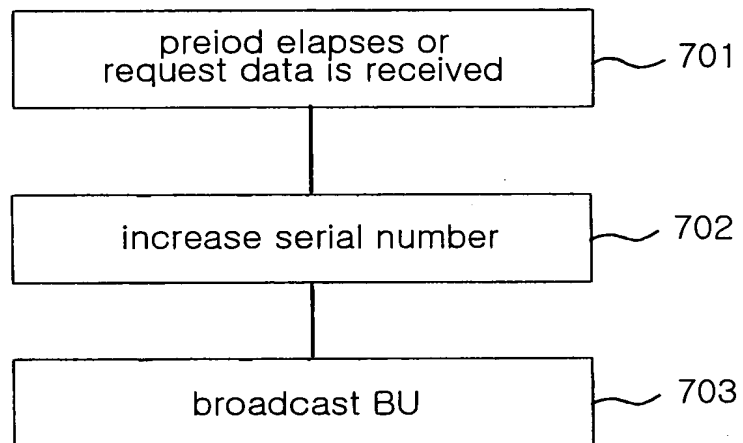 preiod elapses or
request data is received
701
increase serial number
702
broadcast BU
703